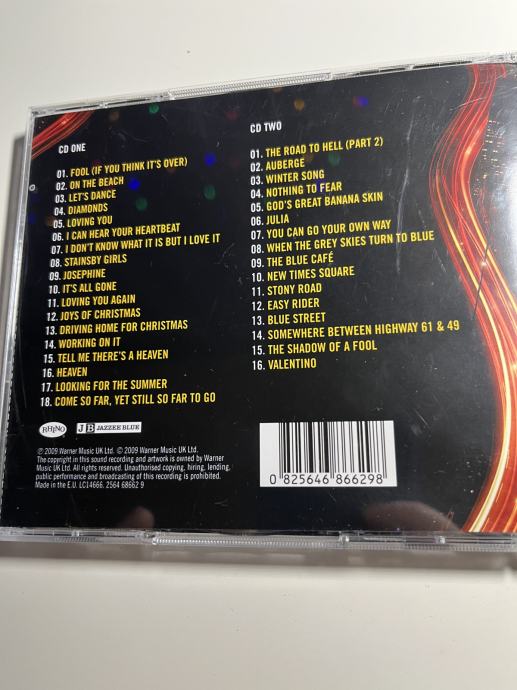 CD ONE
01. FOOL (IF YOU THINK IT'S OVER)
02. ON THE BEACH
03. LET'S DANCE
04. DIAMONDS
05. LOVING YOU
06. I CAN HEAR YOUR HEARTBEAT
07. I DON'T KNOW WHAT IT IS BUT I LOVE IT
08. STAINSBY GIRLS
09. JOSEPHINE
10. IT'S ALL GONE
11. LOVING YOU AGAIN
12. JOYS OF CHRISTMAS
13. DRIVING HOME FOR CHRISTMAS
14. WORKING ON IT
15. TELL ME THERE'S A HEAVEN
16. HEAVEN
17. LOOKING FOR THE SUMMER
18. COME SO FAR, YET STILL SO FAR TO GO
CD TWO
01. THE ROAD TO HELL (PART 2)
02. AUBERGE
03. WINTER SONG
04. NOTHING TO FEAR
05. GOD'S GREAT BANANA SKIN
06. JULIA
07. YOU CAN GO YOUR OWN WAY
08. WHEN THE GREY SKIES TURN TO BLUE
09. THE BLUE CAFÉ
10. NEW TIMES SQUARE
11. STONY ROAD
12. EASY RIDER
13. BLUE STREET
14. SOMEWHERE BETWEEN HIGHWAY 61 & 49
15. THE SHADOW OF A FOOL
16. VALENTINO
RHINO
JB JAZZEE BLUE
℗ 2009 Warner Music UK Ltd. © 2009 Warner Music UK Ltd.
The copyright in this sound recording and artwork is owned by Warner
Music UK Ltd. All rights reserved. Unauthorised copying, hiring, lending,
public performance and broadcasting of this recording is prohibited.
Made in the E.U. LC14666. 2564 68662 9
0 825646 866298